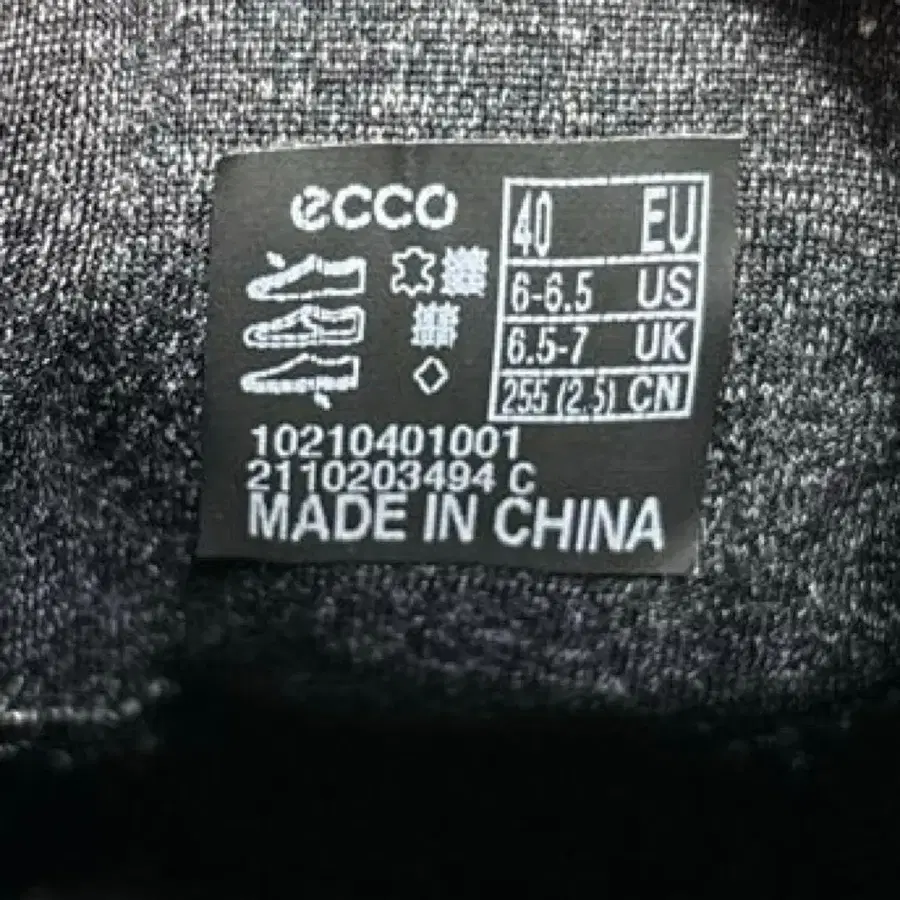 ecco
40 EU
6-6.5 US
6.5-7 UK
255 (2.5) CN
10210401001
2110203494 C
MADE IN CHINA